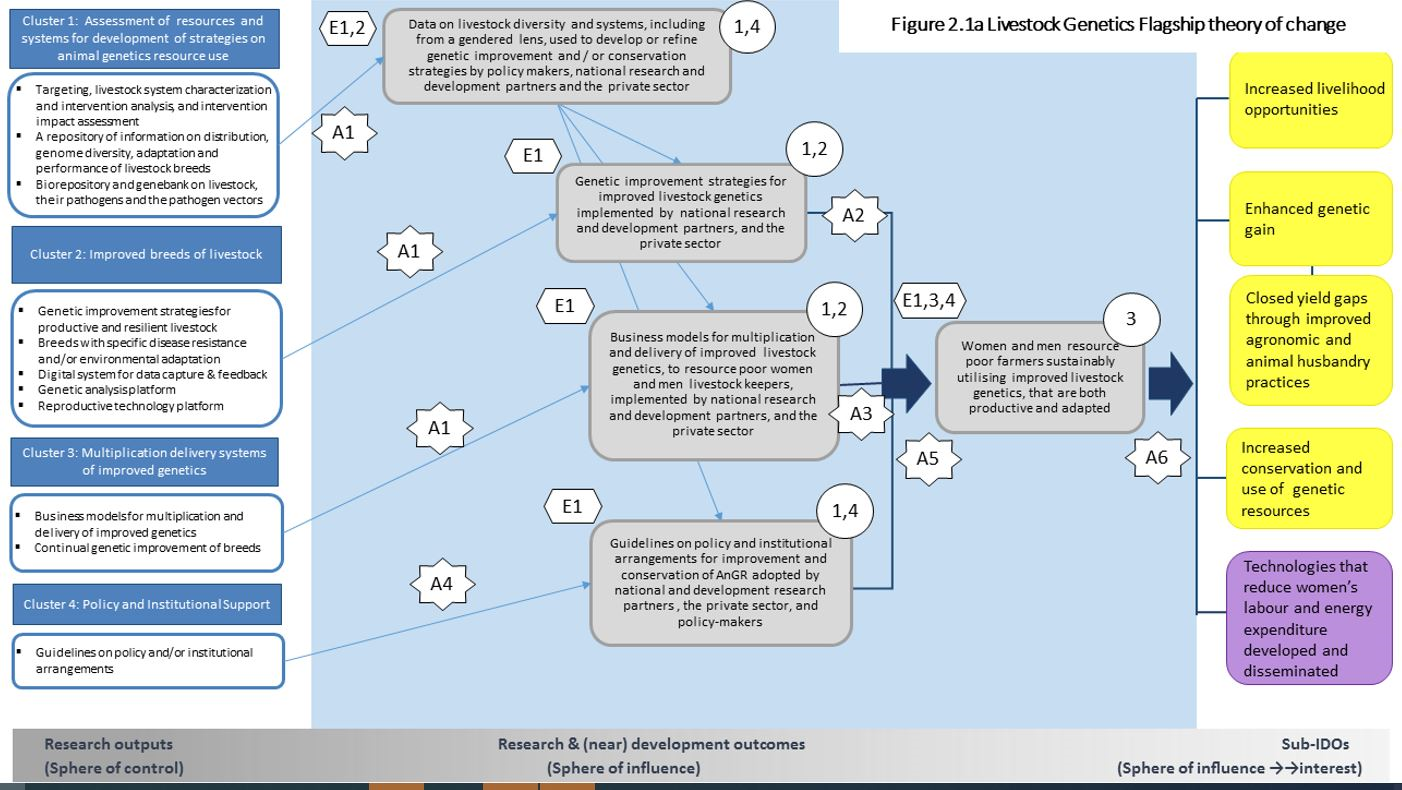 Figure 2.1a Livestock Genetics Flagship theory of change
Cluster 1: Assessment of resources and
systems for development of strategies on
animal genetics resource use
▪ Targeting, livestock system characterization
and intervention analysis, and intervention
impact assessment
▪ A repository of information on distribution,
genome diversity, adaptation and
performance of livestock breeds
▪ Biorepository and genebank on livestock,
their pathogens and the pathogen vectors
Cluster 2: Improved breeds of livestock
▪ Genetic improvement strategies for
productive and resilient livestock
▪ Breeds with specific disease resistance
and/or environmental adaptation
▪ Digital system for data capture & feedback
▪ Genetic analysis platform
▪ Reproductive technology platform
Cluster 3: Multiplication delivery systems
of improved genetics
▪ Business models for multiplication and
delivery of improved genetics
▪ Continual genetic improvement of breeds
Cluster 4: Policy and Institutional Support
▪ Guidelines on policy and/or institutional
arrangements
E1,2
A1
A1
A1
A4
Data on livestock diversity and systems, including
from a gendered lens, used to develop or refine
genetic improvement and / or conservation
strategies by policy makers, national research and
development partners and the private sector
1,4
E1
Genetic improvement strategies for
improved livestock genetics
implemented by national research
and development partners, and the
private sector
1,2
A2
E1
Business models for multiplication
and delivery of improved livestock
genetics, to resource poor women
and men livestock keepers,
implemented by national research
and development partners, and the
private sector
1,2
A3
E1
Guidelines on policy and institutional
arrangements for improvement and
conservation of AnGR adopted by
national and development research
partners , the private sector, and
policy-makers
1,4
E1,3,4
A5
Women and men resource
poor farmers sustainably
utilising improved livestock
genetics, that are both
productive and adapted
3
A6
Increased livelihood
opportunities
Enhanced genetic
gain
Closed yield gaps
through improved
agronomic and
animal husbandry
practices
Increased
conservation and
use of genetic
resources
Technologies that
reduce women's
labour and energy
expenditure
developed and
disseminated
Research outputs
(Sphere of control)
Research & (near) development outcomes
(Sphere of influence)
Sub-IDOs
(Sphere of influence →→interest)